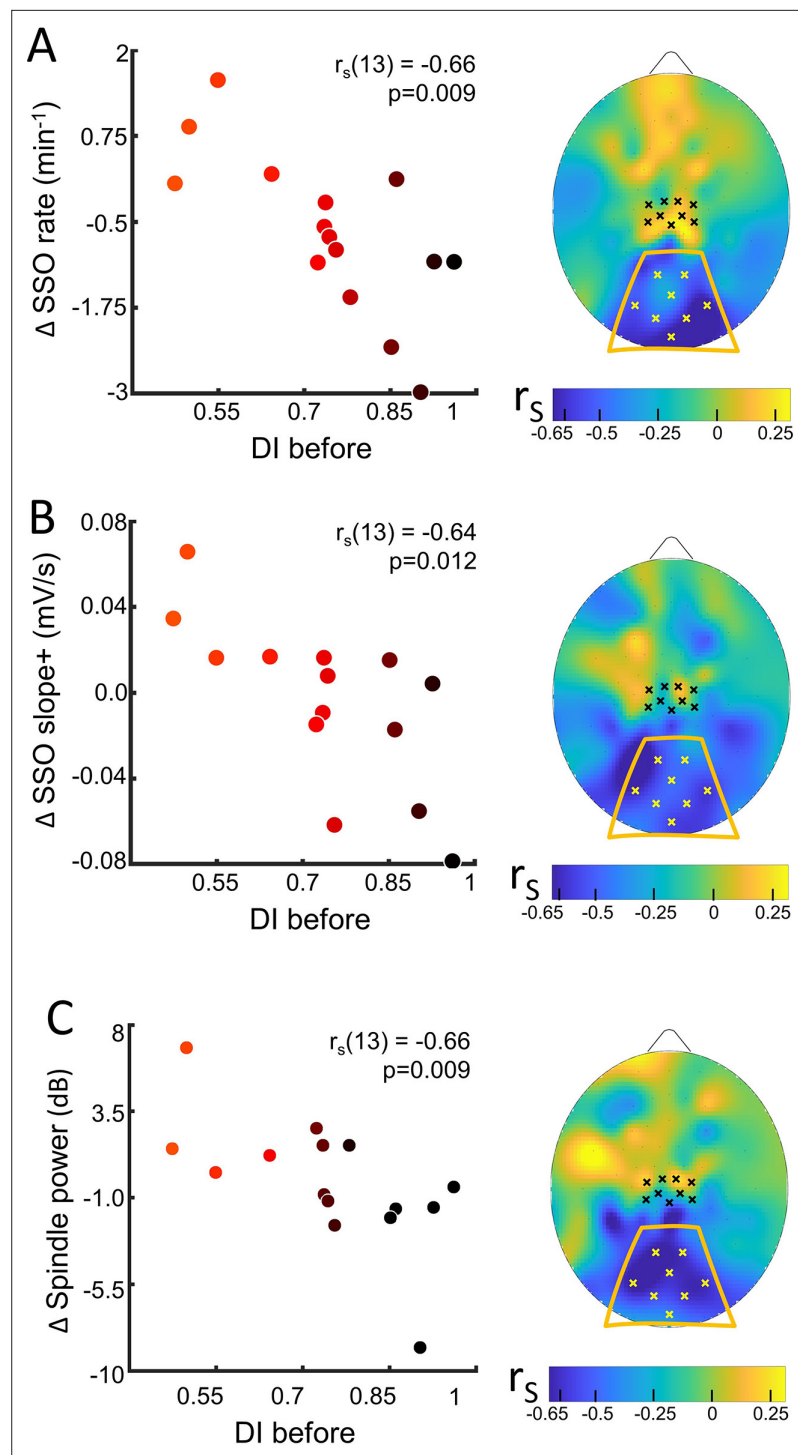 A
2
0.75
-0.5
-1.75
-3
Δ SSO rate (min⁻¹)
rₛ(13) = -0.66
p=0.009
0.55 0.7 0.85 1
DI before
r_S
-0.65 -0.5 -0.25 0 0.25
B
0.08
0.04
0.0
-0.04
-0.08
Δ SSO slope+ (mV/s)
rₛ(13) = -0.64
p=0.012
0.55 0.7 0.85 1
DI before
r_S
-0.65 -0.5 -0.25 0 0.25
C
8
3.5
-1.0
-5.5
-10
Δ Spindle power (dB)
rₛ(13) = -0.66
p=0.009
0.55 0.7 0.85 1
DI before
r_S
-0.65 -0.5 -0.25 0 0.25